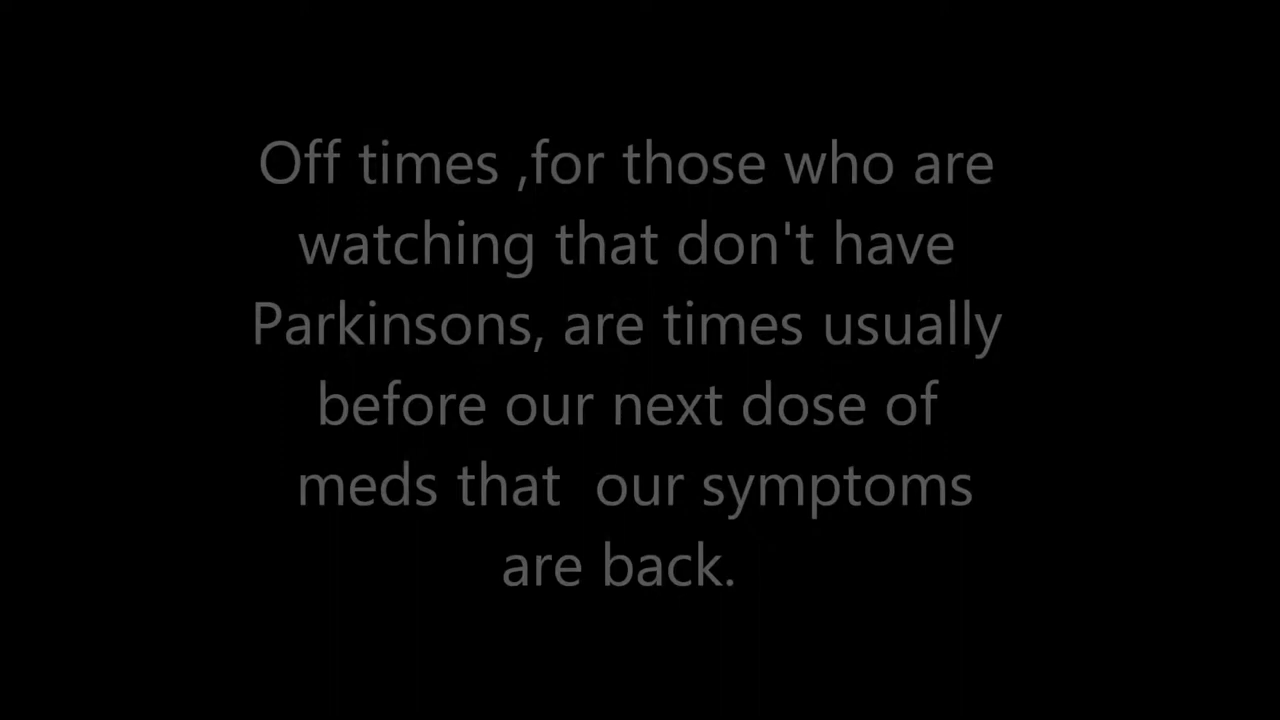 Off times ,for those who are
watching that don't have
Parkinsons, are times usually
before our next dose of
meds that  our symptoms
are back.